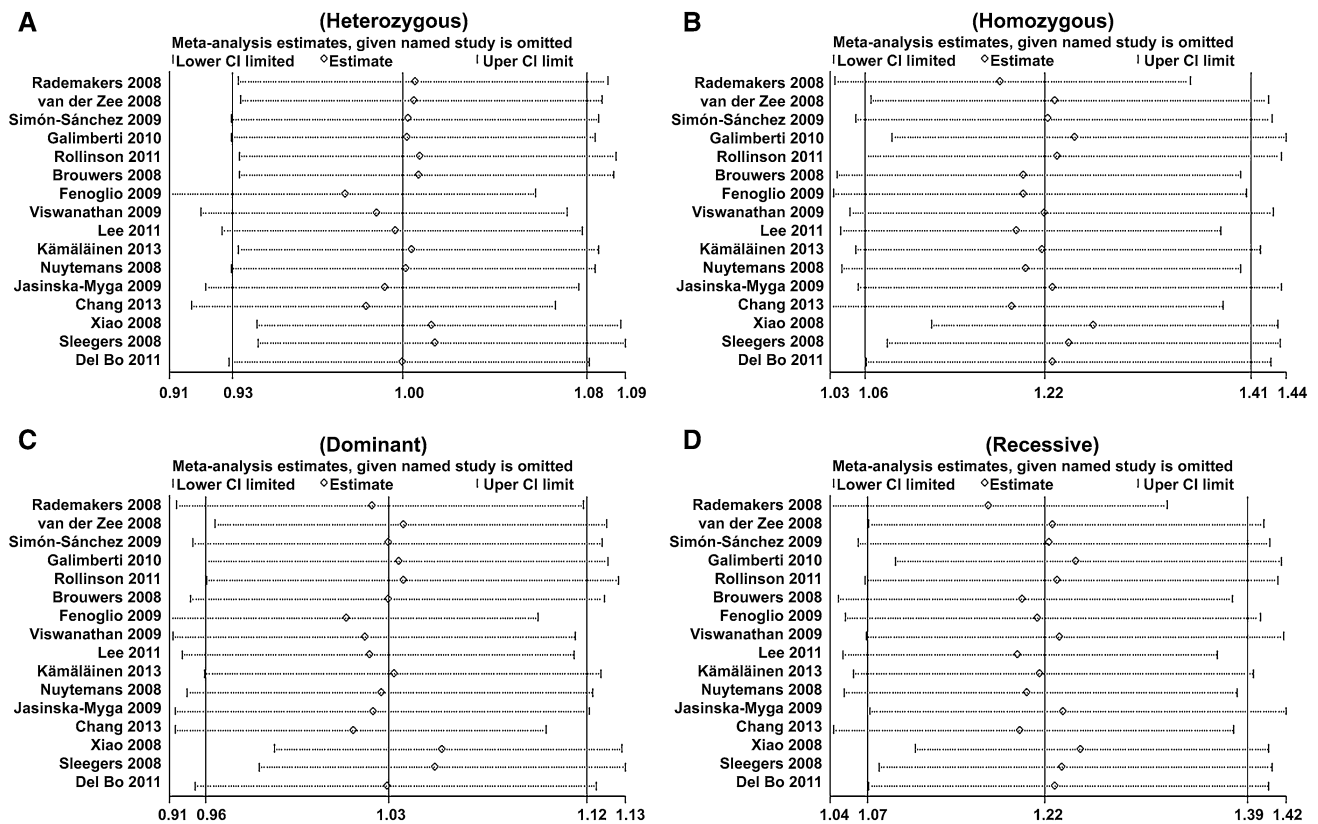 A
(Heterozygous)
Meta-analysis estimates, given named study is omitted
Lower CI limited Estimate Uper CI limit
Rademakers 2008
van der Zee 2008
Simón-Sánchez 2009
Galimberti 2010
Rollinson 2011
Brouwers 2008
Fenoglio 2009
Viswanathan 2009
Lee 2011
Kämäläinen 2013
Nuytemans 2008
Jasinska-Myga 2009
Chang 2013
Xiao 2008
Sleegers 2008
Del Bo 2011
0.91 0.93 1.00 1.08 1.09
B
(Homozygous)
Meta-analysis estimates, given named study is omitted
Lower CI limited Estimate Uper CI limit
Rademakers 2008
van der Zee 2008
Simón-Sánchez 2009
Galimberti 2010
Rollinson 2011
Brouwers 2008
Fenoglio 2009
Viswanathan 2009
Lee 2011
Kämäläinen 2013
Nuytemans 2008
Jasinska-Myga 2009
Chang 2013
Xiao 2008
Sleegers 2008
Del Bo 2011
1.03 1.06 1.22 1.41 1.44
C
(Dominant)
Meta-analysis estimates, given named study is omitted
Lower CI limited Estimate Uper CI limit
Rademakers 2008
van der Zee 2008
Simón-Sánchez 2009
Galimberti 2010
Rollinson 2011
Brouwers 2008
Fenoglio 2009
Viswanathan 2009
Lee 2011
Kämäläinen 2013
Nuytemans 2008
Jasinska-Myga 2009
Chang 2013
Xiao 2008
Sleegers 2008
Del Bo 2011
0.91 0.96 1.03 1.12 1.13
D
(Recessive)
Meta-analysis estimates, given named study is omitted
Lower CI limited Estimate Uper CI limit
Rademakers 2008
van der Zee 2008
Simón-Sánchez 2009
Galimberti 2010
Rollinson 2011
Brouwers 2008
Fenoglio 2009
Viswanathan 2009
Lee 2011
Kämäläinen 2013
Nuytemans 2008
Jasinska-Myga 2009
Chang 2013
Xiao 2008
Sleegers 2008
Del Bo 2011
1.04 1.07 1.22 1.39 1.42